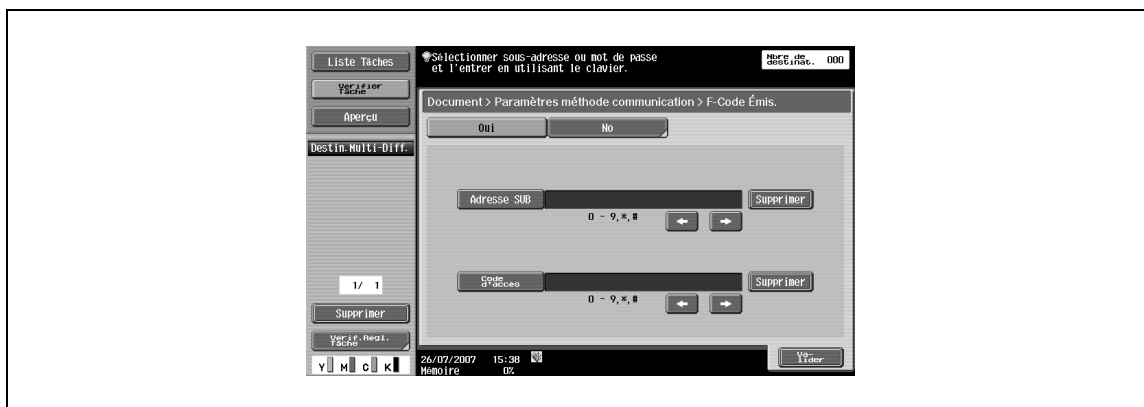 Liste Tâches
Vérifier
Tâche
Aperçu
Destin.Multi-Diff.
1/ 1
Supprimer
Vérif.Régl.
Tâche
Y M C K
Sélectionner sous-adresse ou mot de passe
et l'entrer en utilisant le clavier.
Nbre de
destinat. 000
Document > Paramètres méthode communication > F-Code Émis.
Oui
No
Adresse SUB
Supprimer
0 - 9,*,#
Code
d'accès
Supprimer
0 - 9,*,#
26/07/2007 15:38
Mémoire 0%
Va-
lider